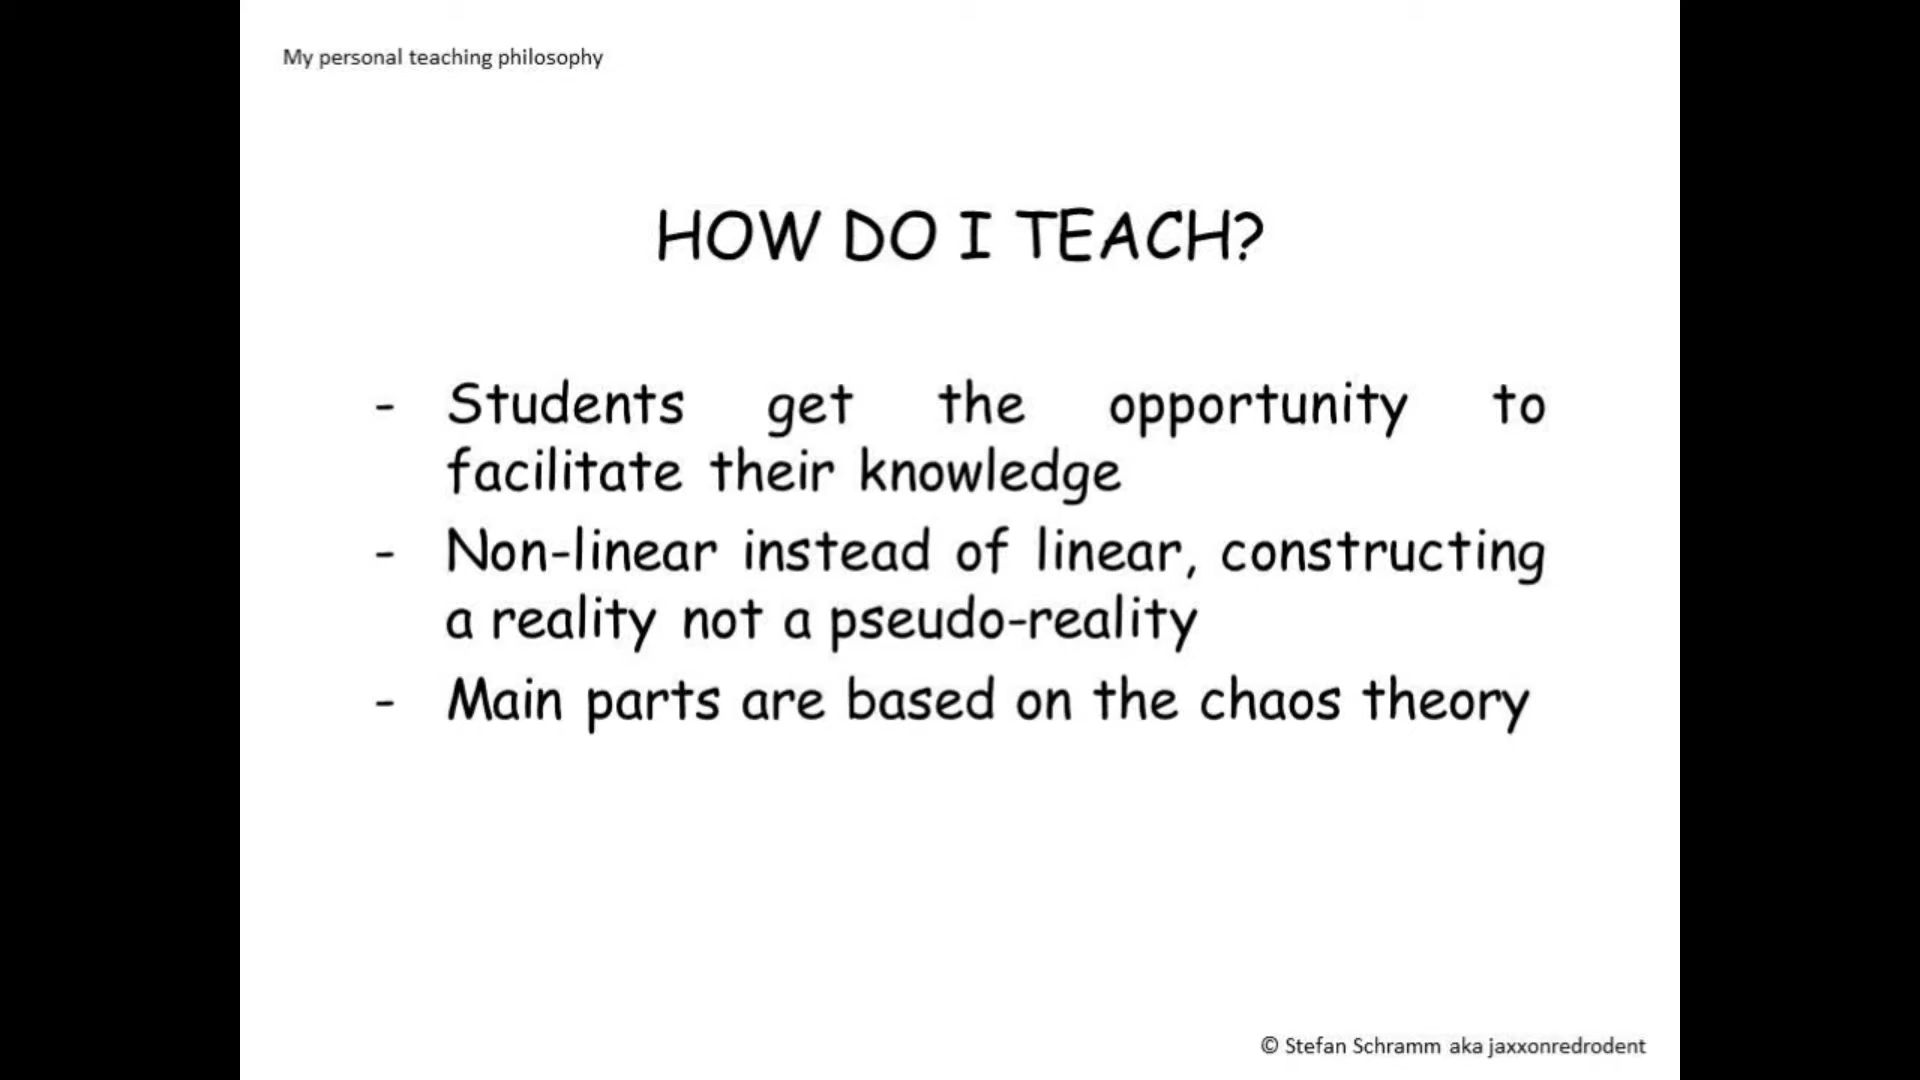 My personal teaching philosophy
HOW DO I TEACH?
- Students get the opportunity to
facilitate their knowledge
- Non-linear instead of linear, constructing
a reality not a pseudo-reality
- Main parts are based on the chaos theory
© Stefan Schramm aka jaxxonredrodent